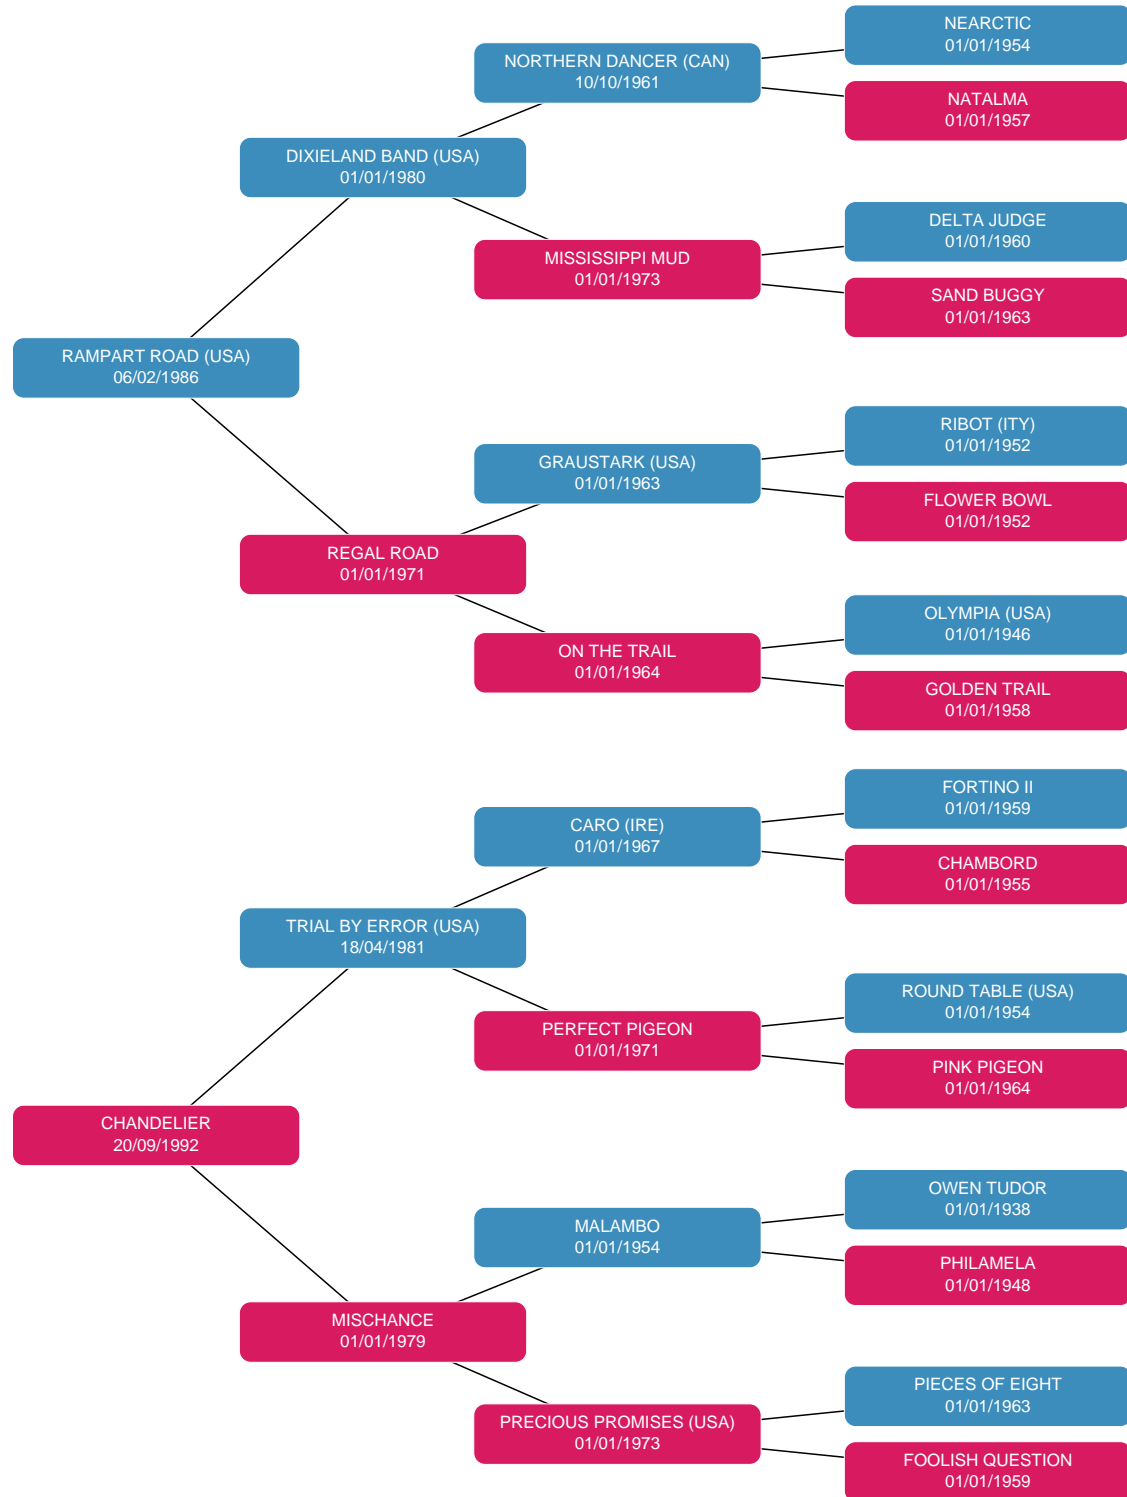 NEARCTIC
01/01/1954
NORTHERN DANCER (CAN)
10/10/1961
NATALMA
01/01/1957
DIXIELAND BAND (USA)
01/01/1980
DELTA JUDGE
01/01/1960
MISSISSIPPI MUD
01/01/1973
SAND BUGGY
01/01/1963
RAMPART ROAD (USA)
06/02/1986
RIBOT (ITY)
01/01/1952
GRAUSTARK (USA)
01/01/1963
FLOWER BOWL
01/01/1952
REGAL ROAD
01/01/1971
OLYMPIA (USA)
01/01/1946
ON THE TRAIL
01/01/1964
GOLDEN TRAIL
01/01/1958
FORTINO II
01/01/1959
CARO (IRE)
01/01/1967
CHAMBORD
01/01/1955
TRIAL BY ERROR (USA)
18/04/1981
ROUND TABLE (USA)
01/01/1954
PERFECT PIGEON
01/01/1971
PINK PIGEON
01/01/1964
CHANDELIER
20/09/1992
OWEN TUDOR
01/01/1938
MALAMBO
01/01/1954
PHILAMELA
01/01/1948
MISCHANCE
01/01/1979
PIECES OF EIGHT
01/01/1963
PRECIOUS PROMISES (USA)
01/01/1973
FOOLISH QUESTION
01/01/1959